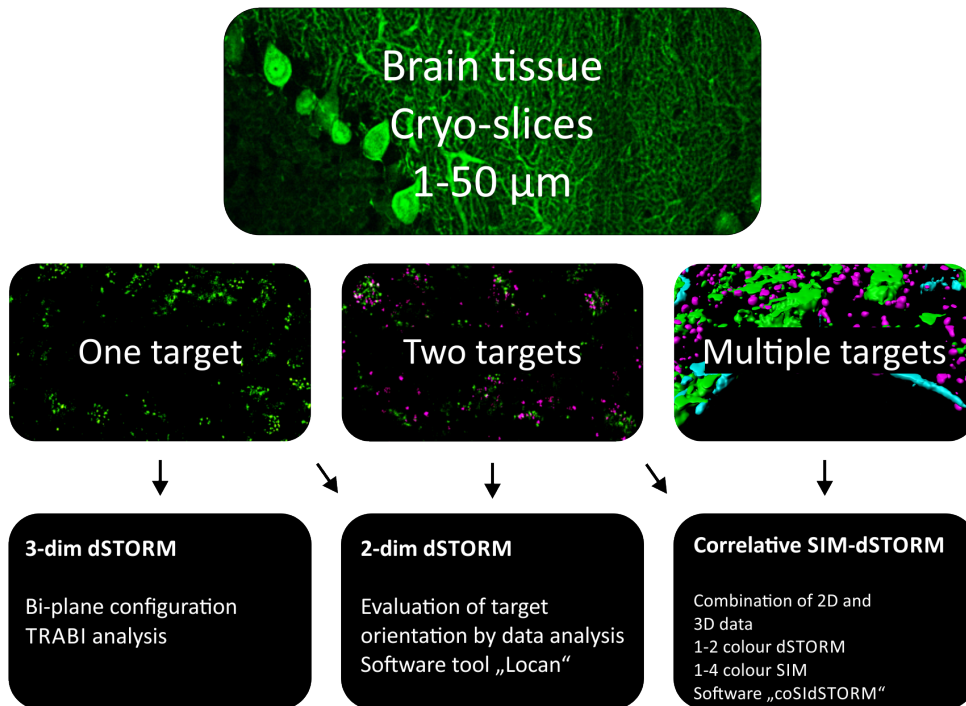 Brain tissue
Cryo-slices
1-50 µm
One target
Two targets
Multiple targets
3-dim dSTORM
Bi-plane configuration
TRABI analysis
2-dim dSTORM
Evaluation of target
orientation by data analysis
Software tool „Locan“
Correlative SIM-dSTORM
Combination of 2D and
3D data
1-2 colour dSTORM
1-4 colour SIM
Software „coSIdSTORM“